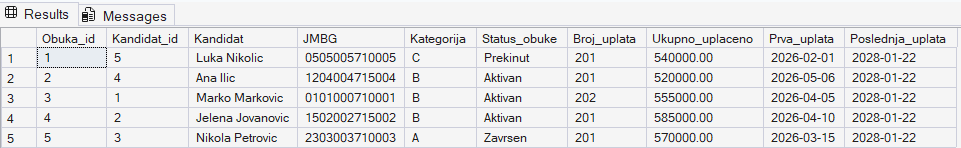 Results Messages
Obuka_id Kandidat_id Kandidat JMBG Kategorija Status_obuke Broj_uplata Ukupno_uplaceno Prva_uplata Poslednja_uplata
1 1 5 Luka Nikolic 0505005710005 C Prekinut 201 540000.00 2026-02-01 2028-01-22
2 2 4 Ana Ilic 1204004715004 B Aktivan 201 520000.00 2026-05-06 2028-01-22
3 3 1 Marko Markovic 0101000710001 B Aktivan 202 555000.00 2026-04-05 2028-01-22
4 4 2 Jelena Jovanovic 1502002715002 B Aktivan 201 585000.00 2026-04-10 2028-01-22
5 5 3 Nikola Petrovic 2303003710003 A Zavrsen 201 570000.00 2026-03-15 2028-01-22